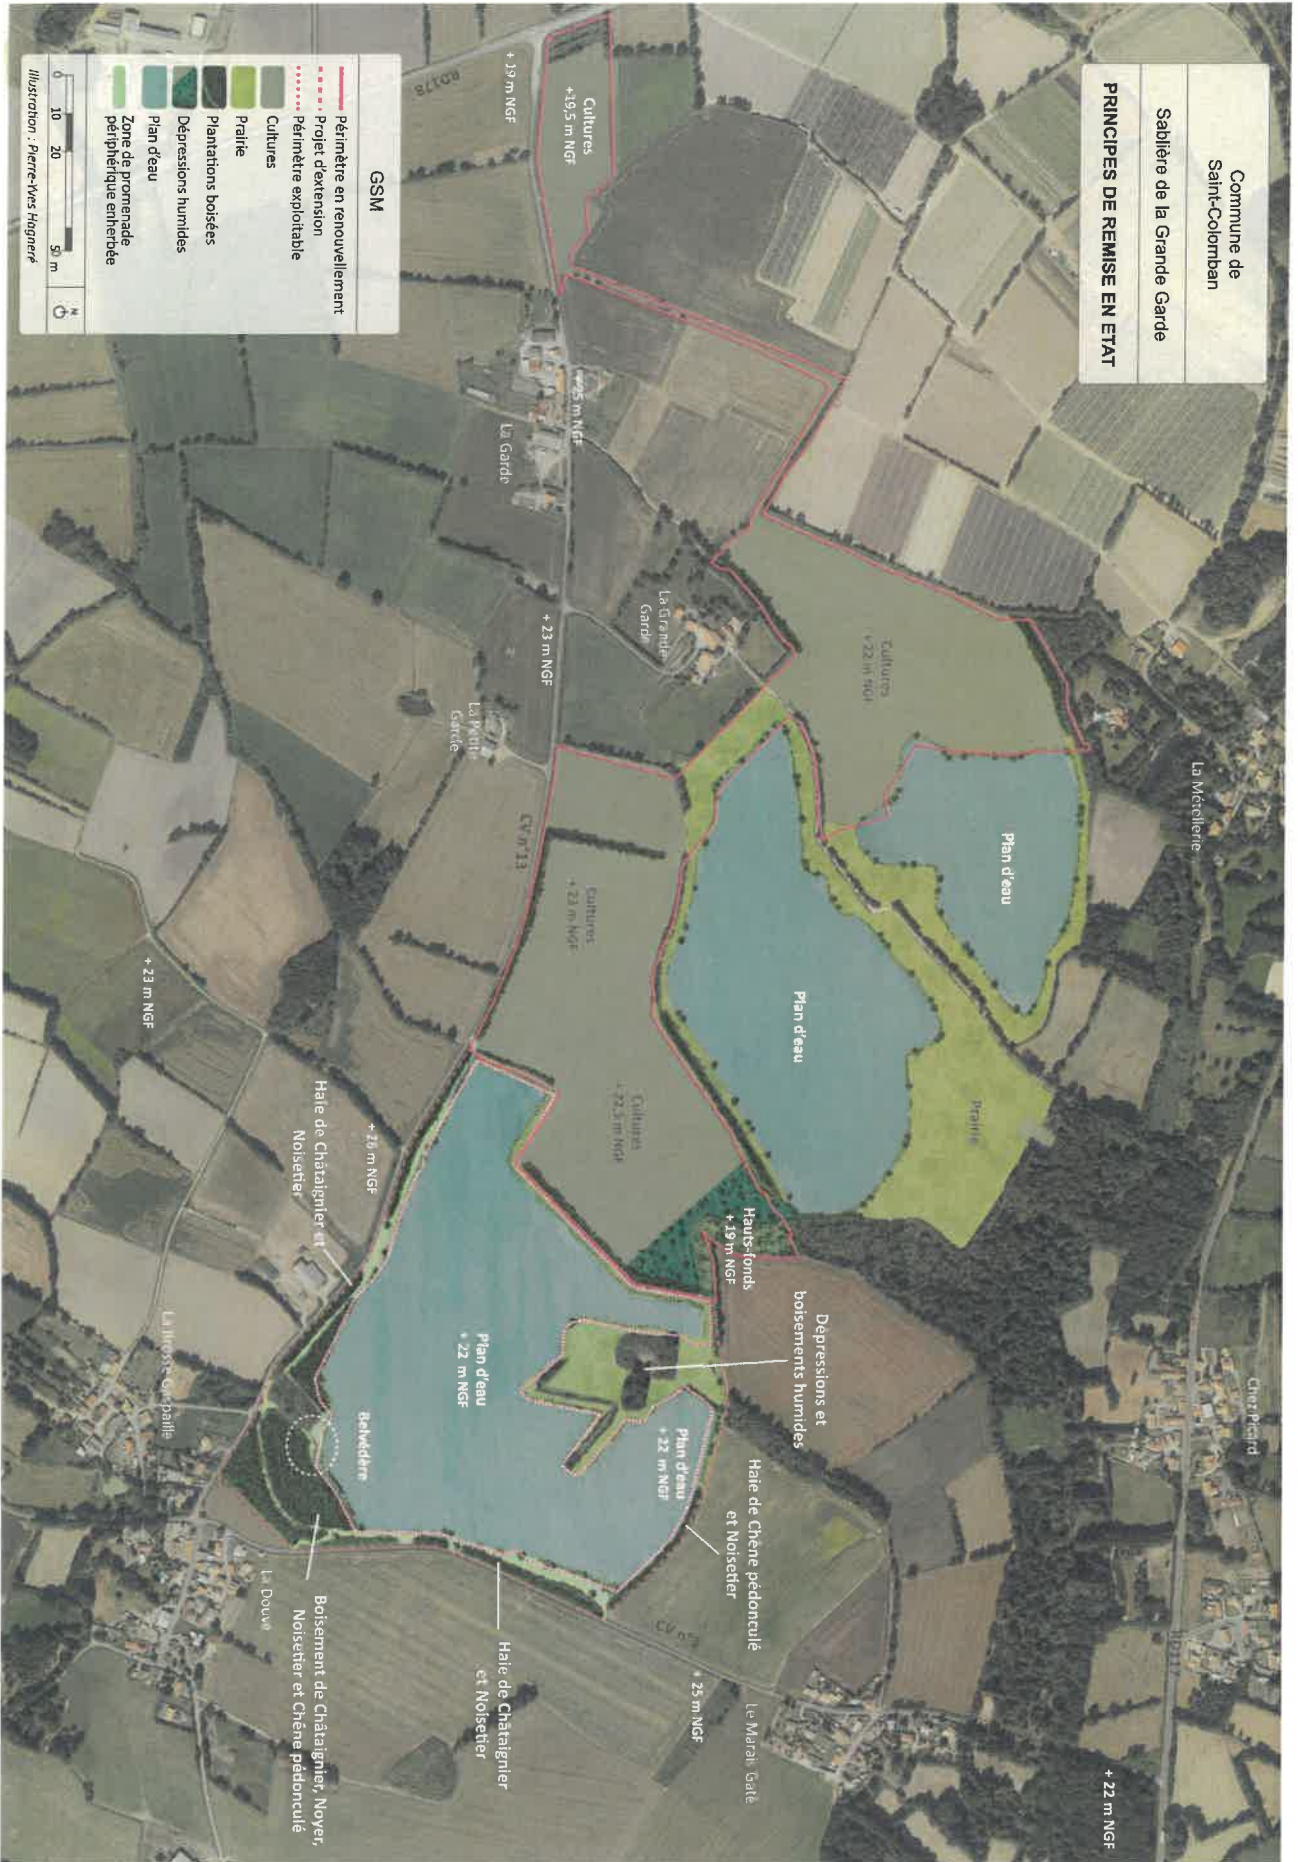 Commune de
Saint-Colomban
Sablière de la Grande Garde
PRINCIPES DE REMISE EN ETAT
La Métellerie
Chez Picard
+ 22 m NGF
Plan d'eau
Prairie
Plan d'eau
Cultures
+ 22 m NGF
Cultures
+19,5 m NGF
+ 19 m NGF
RD178
+25 m NGF
La Garde
La Grande
Garde
+ 23 m NGF
La Petite
Garde
CV n°13
Cultures
+ 23 m NGF
Cultures
+ 22,5 m NGF
Hauts-fonds
+ 19 m NGF
Dépressions et
boisements humides
Haie de Chêne pédonculé
et Noisetier
Plan d'eau
+ 22 m NGF
Plan d'eau
+ 22 m NGF
Le Marais Gaté
+ 25 m NGF
Haie de Châtaignier
et Noisetier
Belvédère
+ 26 m NGF
Haie de Châtaignier et
Noisetier
La Brosse Guipaille
La Douve
Boisement de Châtaignier, Noyer,
Noisetier et Chêne pédonculé
+ 23 m NGF
GSM
Périmètre en renouvellement
Projet d'extension
Périmètre exploitable
Cultures
Prairie
Plantations boisées
Dépressions humides
Plan d'eau
Zone de promenade
périphérique enherbée
0 10 20 50 m
N
Illustration : Pierre-Yves Hagneré